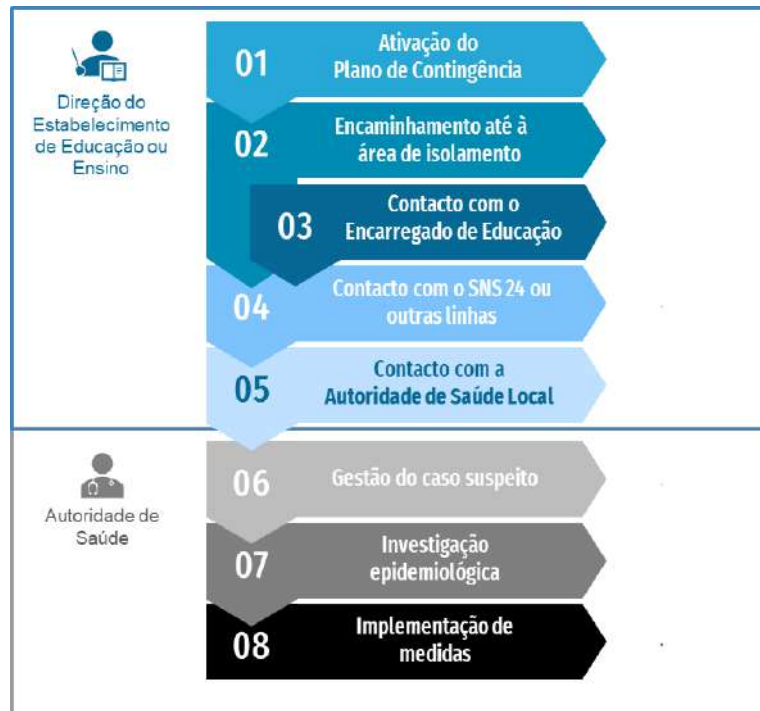 Direção do
Estabelecimento
de Educação ou
Ensino
01
Ativação do
Plano de Contingência
02
Encaminhamento até à
área de isolamento
03
Contacto com o
Encarregado de Educação
04
Contacto com o SNS 24 ou
outras linhas
05
Contacto com a
Autoridade de Saúde Local
Autoridade de
Saúde
06
Gestão do caso suspeito
07
Investigação
epidemiológica
08
Implementação de
medidas